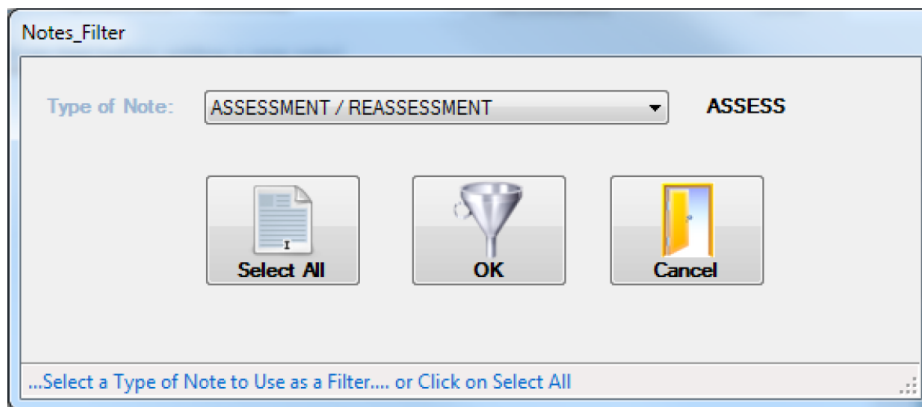 Notes_Filter
Type of Note: ASSESSMENT / REASSESSMENT ASSESS
Select All OK Cancel
...Select a Type of Note to Use as a Filter.... or Click on Select All